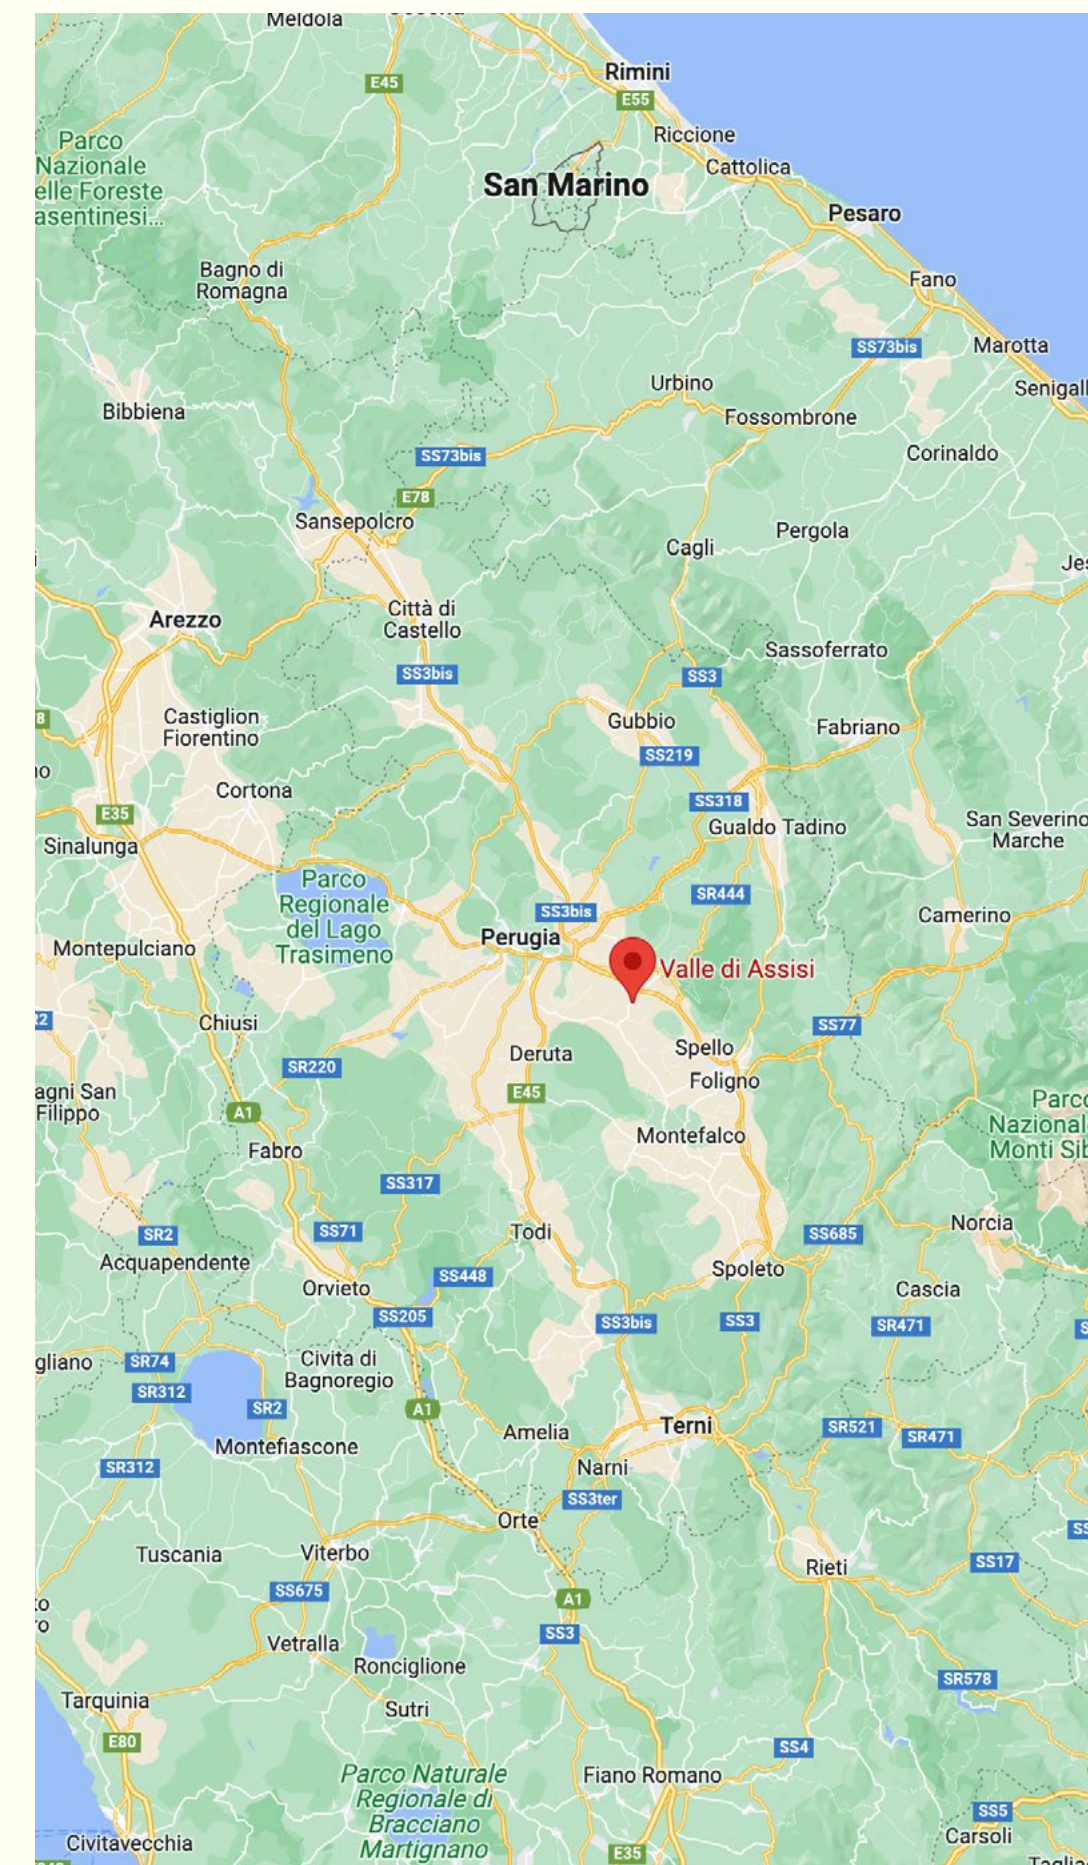 Meldola
E45
Rimini
E55
Riccione
Parco
Nazionale
elle Foreste
asentinesi...
Cattolica
San Marino
Pesaro
Bagno di
Romagna
Fano
SS73bis
Marotta
Urbino
Senigall
Bibbiena
Fossombrone
SS73bis
Corinaldo
E78
Sansepolcro
Pergola
Cagli
Jes
Città di
Castello
Arezzo
Sassoferrato
SS3bis
SS3
Castiglion
Fiorentino
8
Gubbio
Fabriano
SS219
no
Cortona
SS318
E35
Gualdo Tadino
San Severino
Marche
Sinalunga
Parco
Regionale
del Lago
Trasimeno
SR444
SS3bis
Camerino
Perugia
Montepulciano
Valle di Assisi
Chiusi
SS77
Deruta
Spello
SR220
Foligno
E45
agni San
Filippo
A1
Parco
Nazional
Monti Sib
Montefalco
Fabro
SS317
Norcia
SS71
Todi
SR2
SS685
Acquapendente
Spoleto
SS448
Orvieto
Cascia
SS205
SS3bis
SS3
SR471
gliano
SR74
Civita di
Bagnoregio
SR312
SR2
A1
Terni
SR521
Amelia
SR471
Montefiascone
SR312
Narni
SS3ter
Orte
Tuscania
Viterbo
Rieti
SS17
SS675
A1
SS3
Vetralla
Ronciglione
SR578
Tarquinia
Sutri
E80
SS4
Parco Naturale
Regionale di
Bracciano
Martignano
Fiano Romano
SS5
Carsoli
Civitavecchia
E35